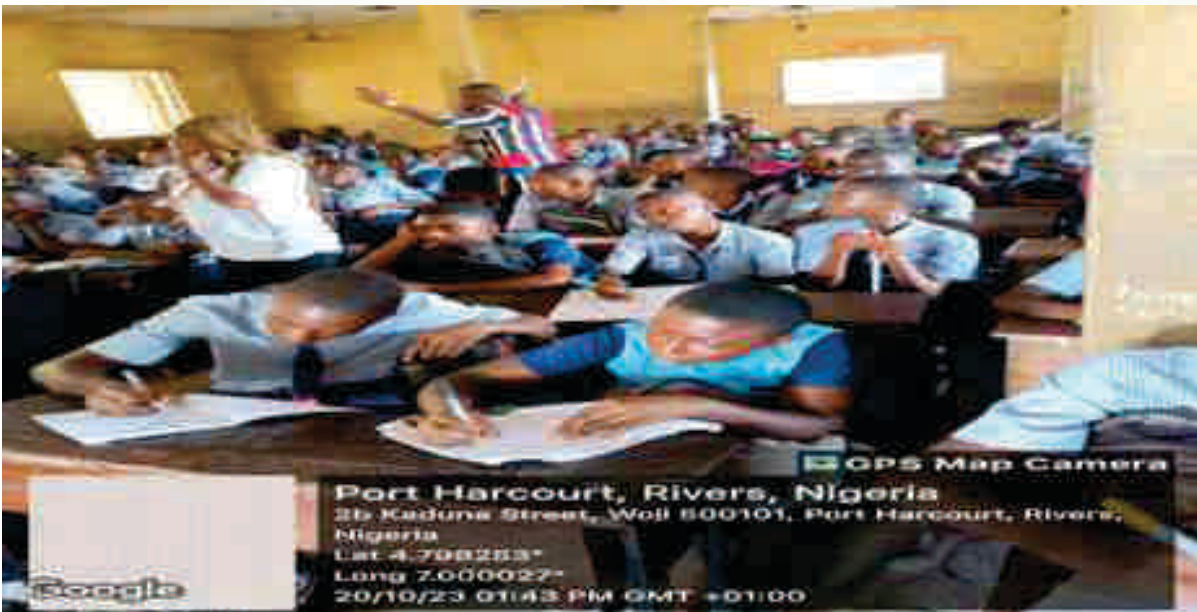 GPS Map Camera
Port Harcourt, Rivers, Nigeria
2b Kaduna Street, Woji 500101, Port Harcourt, Rivers,
Nigeria
Lat 4.798253°
Long 7.000027°
20/10/23 01:43 PM GMT +01:00
Google